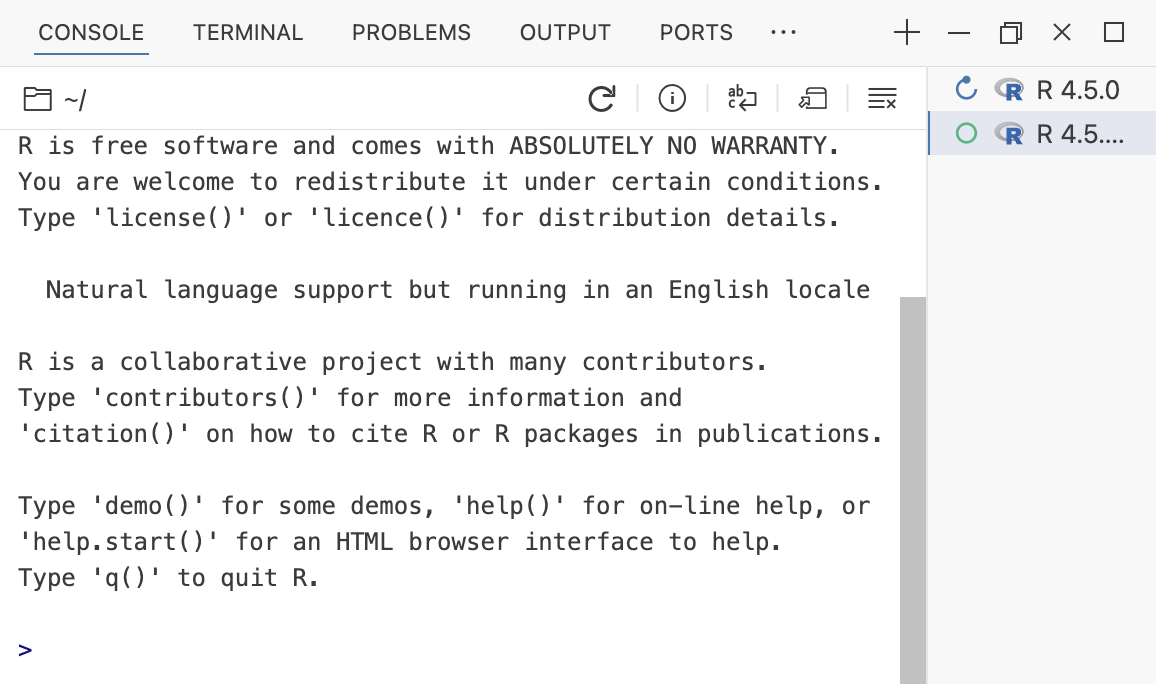 CONSOLE TERMINAL PROBLEMS OUTPUT PORTS ···
~/
R 4.5.0
R 4.5....
R is free software and comes with ABSOLUTELY NO WARRANTY.
You are welcome to redistribute it under certain conditions.
Type 'license()' or 'licence()' for distribution details.
Natural language support but running in an English locale
R is a collaborative project with many contributors.
Type 'contributors()' for more information and
'citation()' on how to cite R or R packages in publications.
Type 'demo()' for some demos, 'help()' for on-line help, or
'help.start()' for an HTML browser interface to help.
Type 'q()' to quit R.
>